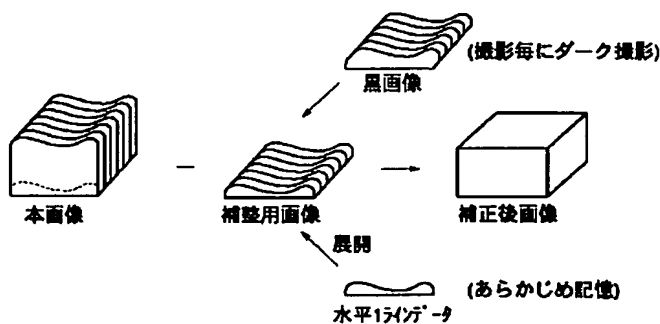 (撮影毎にダーク撮影)
黒画像
本画像
補整用画像
補正後画像
展開
(あらかじめ記憶)
水平1ラインデータ